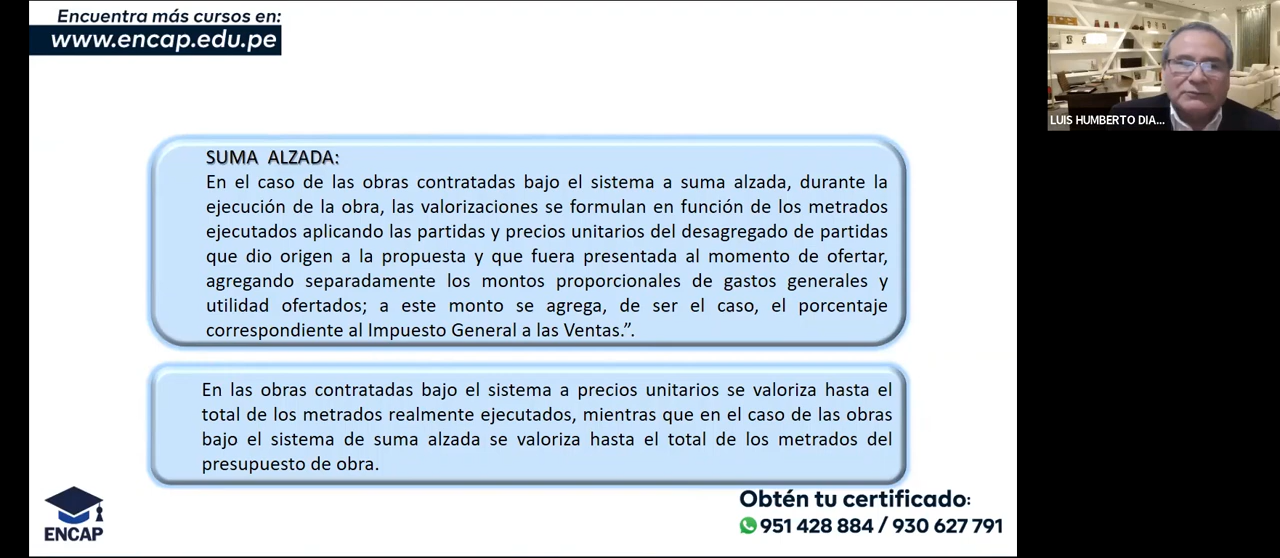 Encuentra más cursos en:
www.encap.edu.pe
LUIS HUMBERTO DIA...
SUMA ALZADA:
En el caso de las obras contratadas bajo el sistema a suma alzada, durante la
ejecución de la obra, las valorizaciones se formulan en función de los metrados
ejecutados aplicando las partidas y precios unitarios del desagregado de partidas
que dio origen a la propuesta y que fuera presentada al momento de ofertar,
agregando separadamente los montos proporcionales de gastos generales y
utilidad ofertados; a este monto se agrega, de ser el caso, el porcentaje
correspondiente al Impuesto General a las Ventas.”.
En las obras contratadas bajo el sistema a precios unitarios se valoriza hasta el
total de los metrados realmente ejecutados, mientras que en el caso de las obras
bajo el sistema de suma alzada se valoriza hasta el total de los metrados del
presupuesto de obra.
ENCAP
Obtén tu certificado:
951 428 884 / 930 627 791